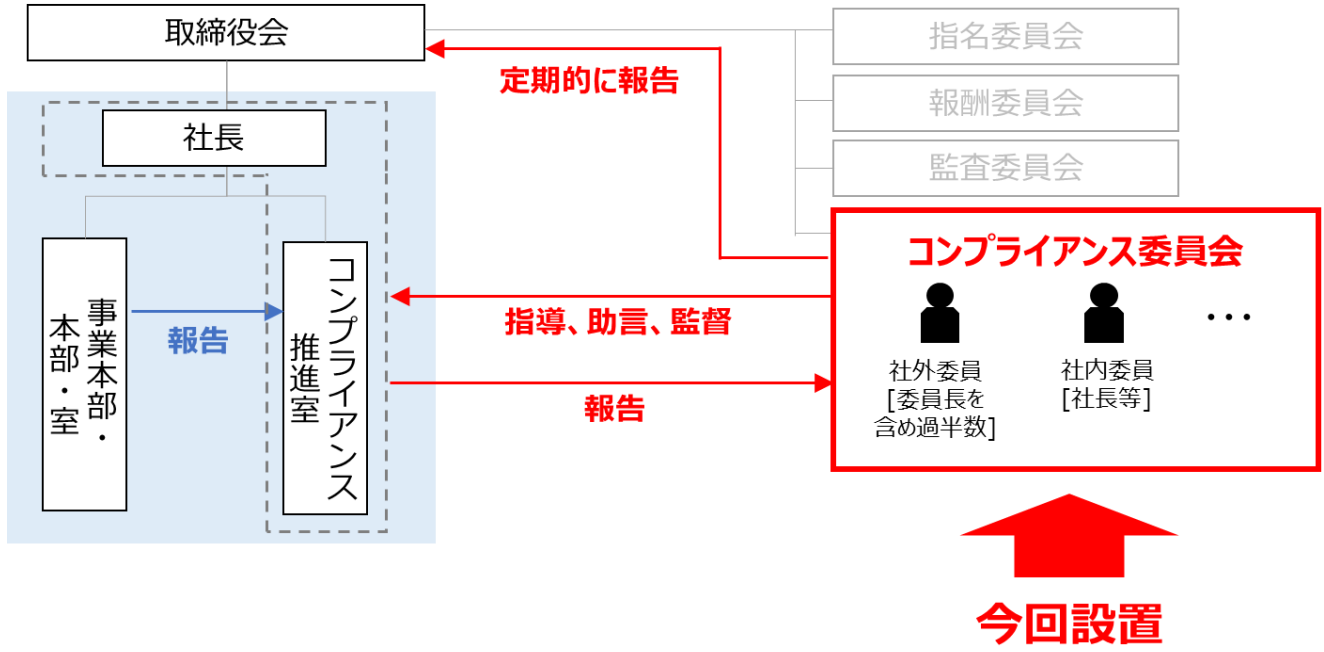 取締役会
指名委員会
定期的に報告
報酬委員会
社長
監査委員会
コンプライアンス委員会
事業本部・
本部・室
報告
コンプライアンス
推進室
指導、助言、監督
報告
社外委員
[委員長を
含め過半数]
社内委員
[社長等]
…
今回設置